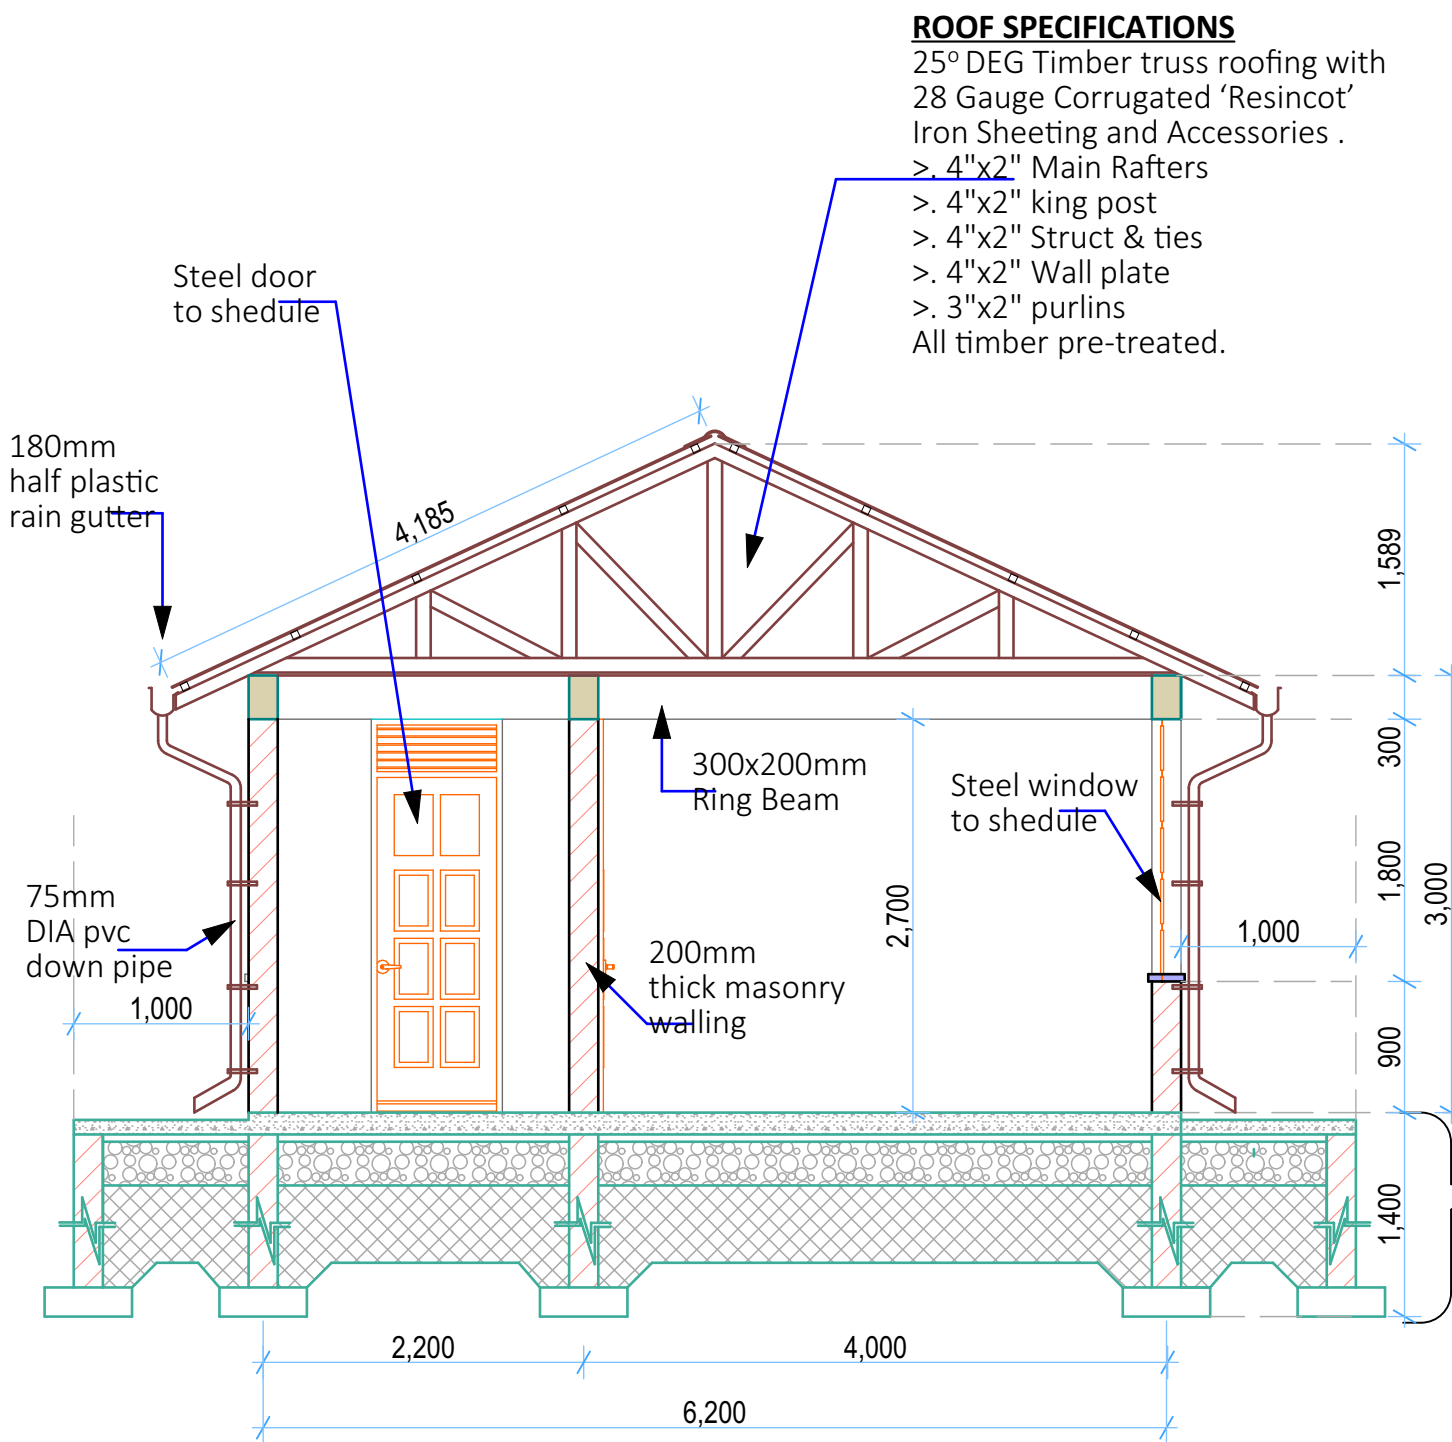 ROOF SPECIFICATIONS
25° DEG Timber truss roofing with
28 Gauge Corrugated ‘Resincot’
Iron Sheeting and Accessories .
>. 4"x2" Main Rafters
>. 4"x2" king post
>. 4"x2" Struct & ties
>. 4"x2" Wall plate
>. 3"x2" purlins
All timber pre-treated.
Steel door
to shedule
180mm
half plastic
rain gutter
4,185
1,589
300x200mm
Ring Beam
Steel window
to shedule
300
1,800
3,000
2,700
75mm
DIA pvc
down pipe
1,000
200mm
thick masonry
walling
1,000
900
1,400
2,200
4,000
6,200